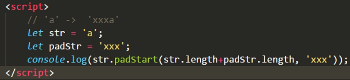 <script>
// 'a' -> 'xxxa'
let str = 'a';
let padStr = 'xxx';
console.log(str.padStart(str.length+padStr.length, 'xxx'));
</script>